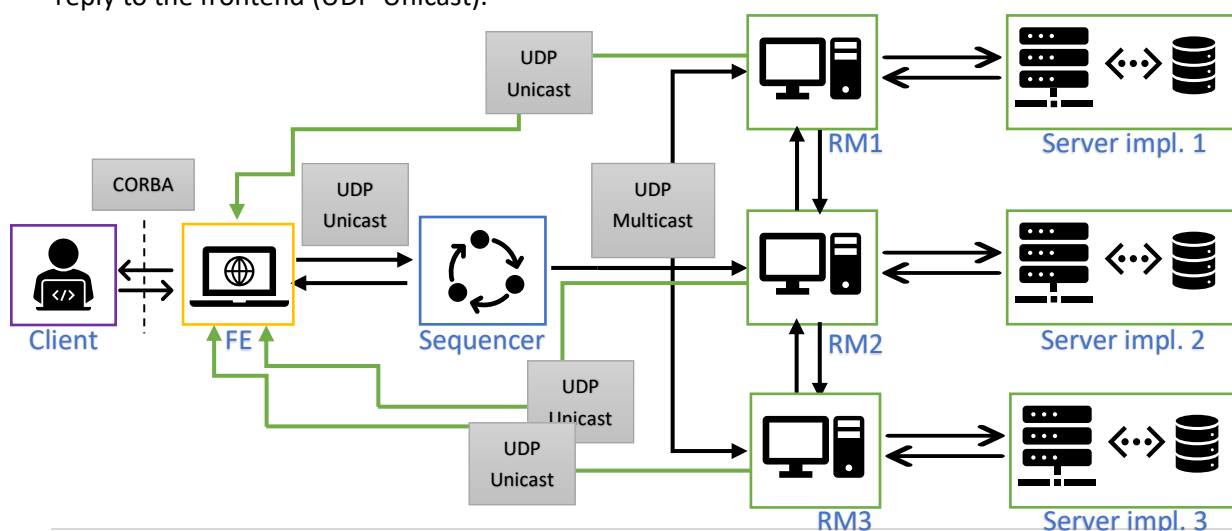 reply to the frontend (UDP Unicast).
UDP
Unicast
RM1
Server impl. 1
CORBA
UDP
Unicast
UDP
Multicast
Client
FE
Sequencer
RM2
Server impl. 2
UDP
Unicast
UDP
Unicast
RM3
Server impl. 3